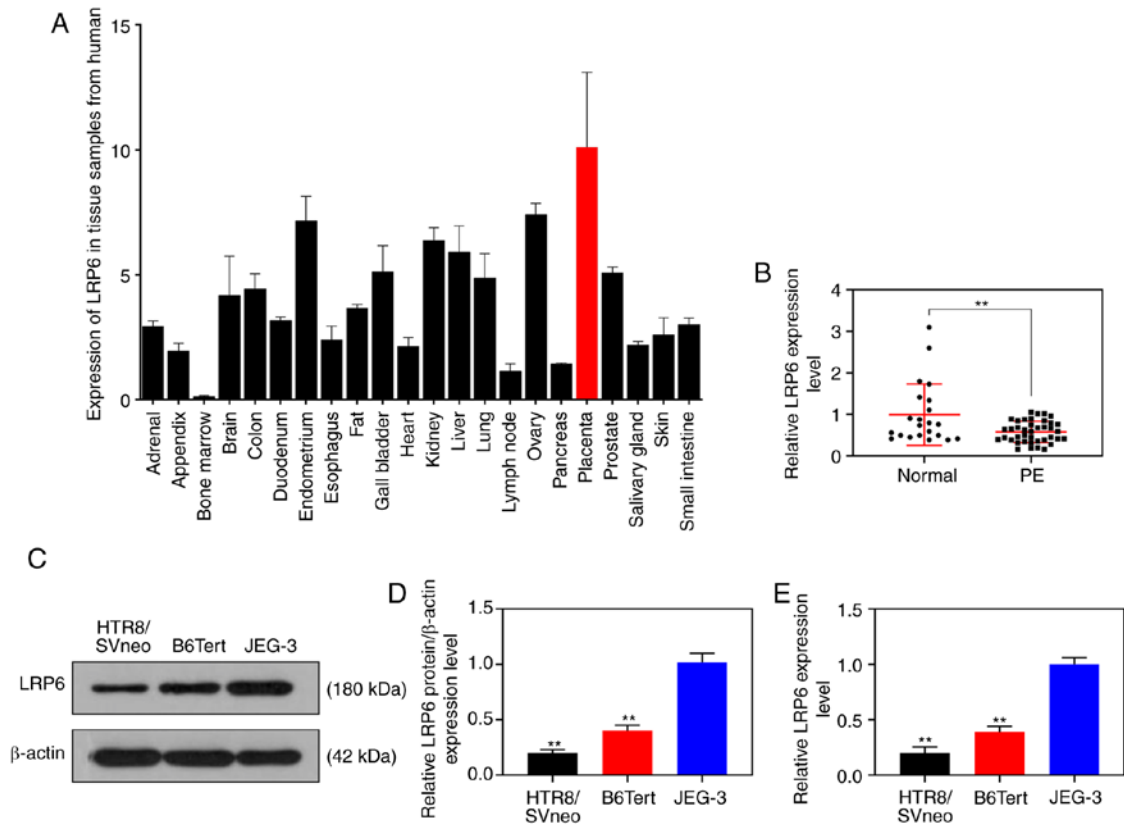 A
Expression of LRP6 in tissue samples from human
15
10
5
0
Adrenal
Appendix
Bone marrow
Brain
Colon
Duodenum
Endometrium
Esophagus
Fat
Gall bladder
Heart
Kidney
Liver
Lung
Lymph node
Ovary
Pancreas
Placenta
Prostate
Salivary gland
Skin
Small intestine
B
Relative LRP6 expression
level
4
3
2
1
0
**
Normal
PE
C
HTR8/
SVneo
B6Tert
JEG-3
LRP6
(180 kDa)
β-actin
(42 kDa)
D
Relative LRP6 protein/β-actin
expression level
1.5
1.0
0.5
0.0
**
**
HTR8/
SVneo
B6Tert
JEG-3
E
Relative LRP6 expression
level
1.5
1.0
0.5
0.0
**
**
HTR8/
SVneo
B6Tert
JEG-3